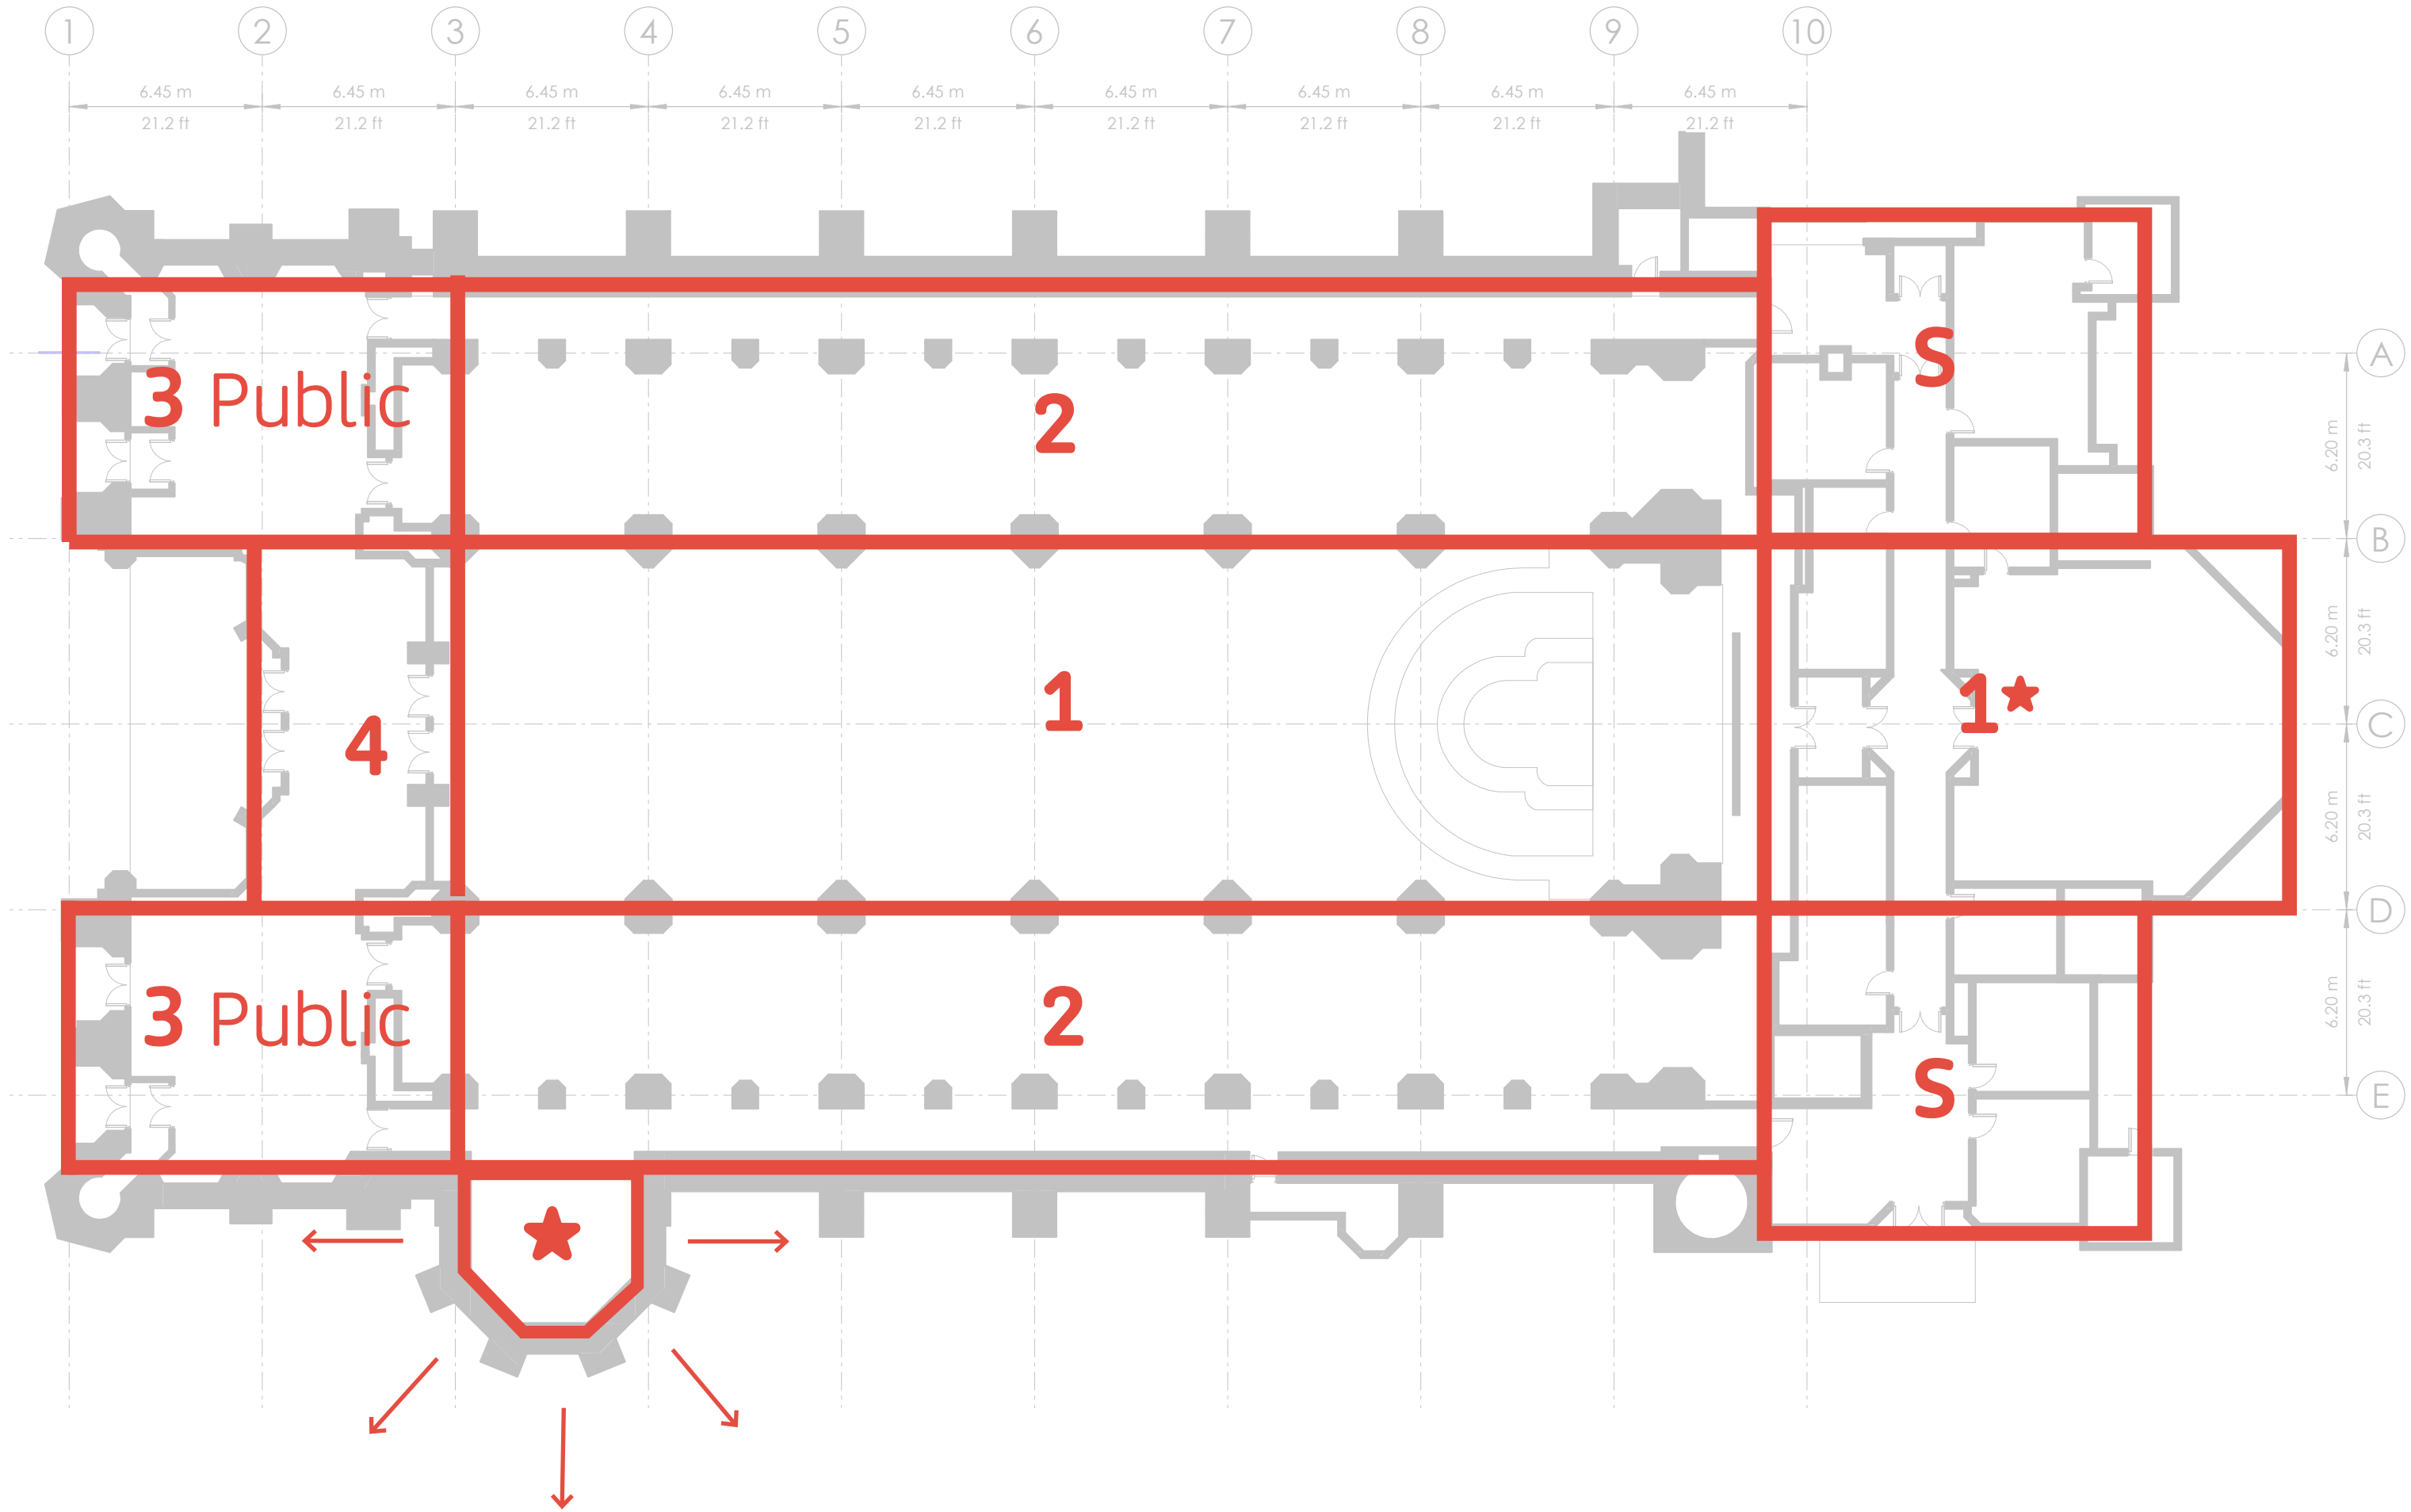 1 2 3 4 5 6 7 8 9 10
6.45 m 6.45 m 6.45 m 6.45 m 6.45 m 6.45 m 6.45 m 6.45 m 6.45 m
21.2 ft 21.2 ft 21.2 ft 21.2 ft 21.2 ft 21.2 ft 21.2 ft 21.2 ft 21.2 ft
A
S
3 Public
2
6.20 m
20.3 ft
B
6.20 m
20.3 ft
1
1
4
C
6.20 m
20.3 ft
D
3 Public
2
6.20 m
20.3 ft
S
E